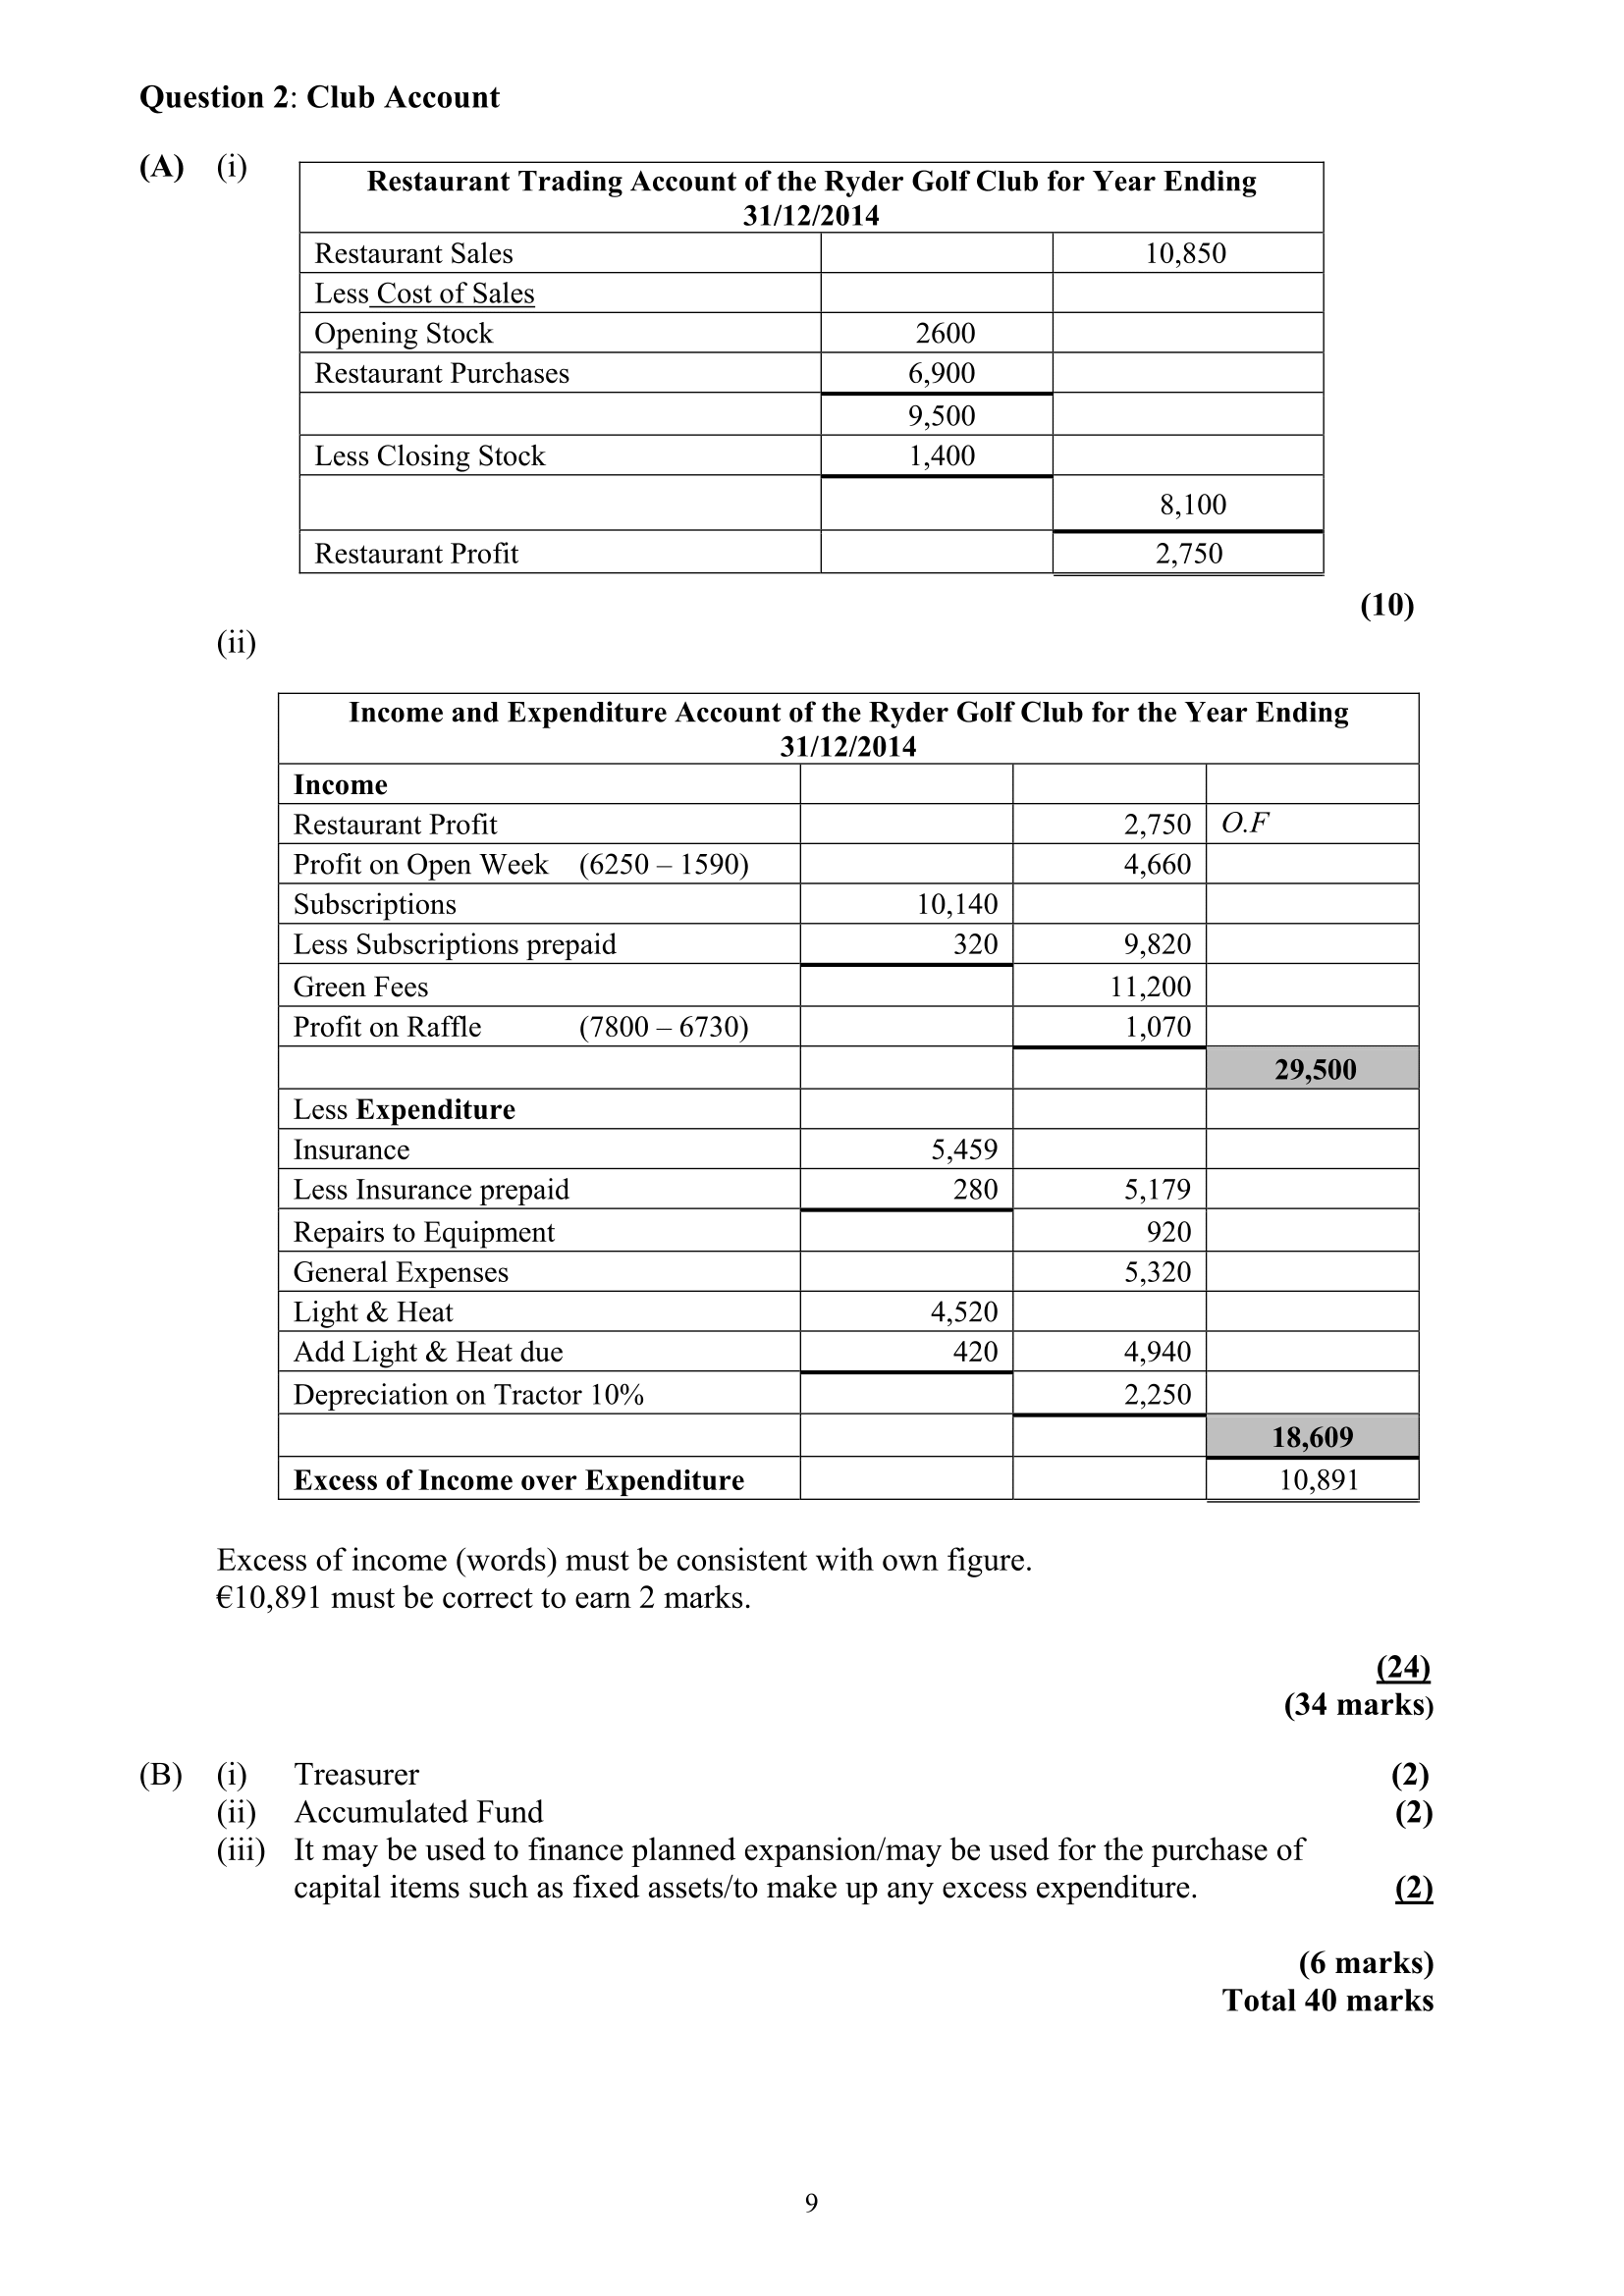 Question 2: Club Account
(A) (i)
Restaurant Trading Account of the Ryder Golf Club for Year Ending
31/12/2014
Restaurant Sales 10,850
Less Cost of Sales
Opening Stock 2600
Restaurant Purchases 6,900
9,500
Less Closing Stock 1,400
8,100
Restaurant Profit 2,750
(10)
(ii)
Income and Expenditure Account of the Ryder Golf Club for the Year Ending
31/12/2014
Income
Restaurant Profit 2,750 O.F
Profit on Open Week (6250 – 1590) 4,660
Subscriptions 10,140
Less Subscriptions prepaid 320 9,820
Green Fees 11,200
Profit on Raffle (7800 – 6730) 1,070
29,500
Less Expenditure
Insurance 5,459
Less Insurance prepaid 280 5,179
Repairs to Equipment 920
General Expenses 5,320
Light & Heat 4,520
Add Light & Heat due 420 4,940
Depreciation on Tractor 10% 2,250
18,609
Excess of Income over Expenditure 10,891
Excess of income (words) must be consistent with own figure.
€10,891 must be correct to earn 2 marks.
(24)
(34 marks)
(B) (i) Treasurer (2)
(ii) Accumulated Fund (2)
(iii) It may be used to finance planned expansion/may be used for the purchase of
capital items such as fixed assets/to make up any excess expenditure. (2)
(6 marks)
Total 40 marks
9